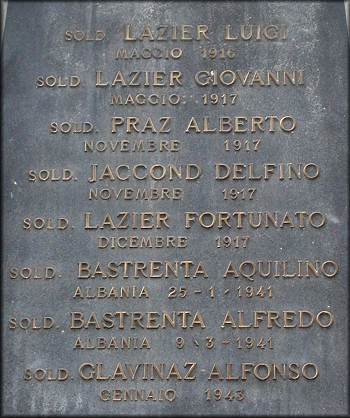 SOLD. LAZIER LUIGI
MAGGIO 1916
SOLD. LAZIER GIOVANNI
MAGGIO: 1917
SOLD. PRAZ ALBERTO
NOVEMBRE 1917
SOLD. JACCOND DELFINO
NOVEMBRE 1917
SOLD. LAZIER FORTUNATO
DICEMBRE 1917
SOLD. BASTRENTA AQUILINO
ALBANIA 25-1-1941
SOLD. BASTRENTA ALFREDO
ALBANIA 9-3-1941
SOLD. GLAVINAZ ALFONSO
GENNAIO 1943